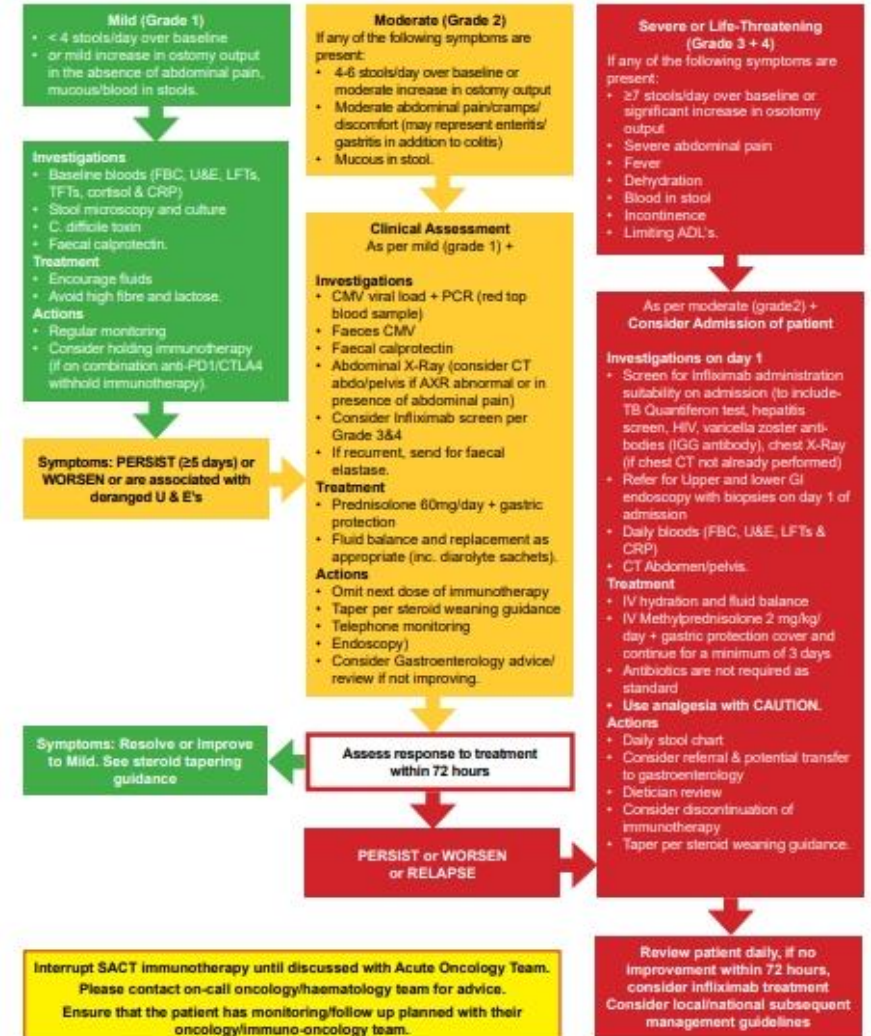 Mild (Grade 1)
• < 4 stools/day over baseline
• or mild increase in ostomy output
in the absence of abdominal pain,
mucous/blood in stools.
Investigations
• Baseline bloods (FBC, U&E, LFTs,
TFTs, cortisol & CRP)
• Stool microscopy and culture
• C. difficile toxin
• Faecal calprotectin.
Treatment
• Encourage fluids
• Avoid high fibre and lactose.
Actions
• Regular monitoring
• Consider holding immunotherapy
(if on combination anti-PD1/CTLA4
withhold immunotherapy).
Symptoms: PERSIST (≥5 days) or
WORSEN or are associated with
deranged U & E's
Moderate (Grade 2)
If any of the following symptoms are
present:
• 4-6 stools/day over baseline or
moderate increase in ostomy output
• Moderate abdominal pain/cramps/
discomfort (may represent enteritis/
gastritis in addition to colitis)
• Mucous in stool.
Clinical Assessment
As per mild (grade 1) +
Investigations
• CMV viral load + PCR (red top
blood sample)
• Faeces CMV
• Faecal calprotectin
• Abdominal X-Ray (consider CT
abdo/pelvis if AXR abnormal or in
presence of abdominal pain)
• Consider Infliximab screen per
Grade 3&4
• If recurrent, send for faecal
elastase.
Treatment
• Prednisolone 60mg/day + gastric
protection
• Fluid balance and replacement as
appropriate (inc. diarolyte sachets).
Actions
• Omit next dose of immunotherapy
• Taper per steroid weaning guidance
• Telephone monitoring
• Endoscopy)
• Consider Gastroenterology advice/
review if not improving.
Assess response to treatment
within 72 hours
Symptoms: Resolve or Improve
to Mild. See steroid tapering
guidance
PERSIST or WORSEN
or RELAPSE
Severe or Life-Threatening
(Grade 3 + 4)
If any of the following symptoms are
present:
• ≥7 stools/day over baseline or
significant increase in osotomy
output
• Severe abdominal pain
• Fever
• Dehydration
• Blood in stool
• Incontinence
• Limiting ADL's.
As per moderate (grade2) +
Consider Admission of patient
Investigations on day 1
• Screen for Infliximab administration
suitability on admission (to include-
TB Quantiferon test, hepatitis
screen, HIV, varicella zoster anti-
bodies (IGG antibody), chest X-Ray
(if chest CT not already performed)
• Refer for Upper and lower GI
endoscopy with biopsies on day 1 of
admission
• Daily bloods (FBC, U&E, LFTs &
CRP)
• CT Abdomen/pelvis.
Treatment
• IV hydration and fluid balance
• IV Methylprednisolone 2 mg/kg/
day + gastric protection cover and
continue for a minimum of 3 days
• Antibiotics are not required as
standard
• Use analgesia with CAUTION.
Actions
• Daily stool chart
• Consider referral & potential transfer
to gastroenterology
• Dietician review
• Consider discontinuation of
immunotherapy
• Taper per steroid weaning guidance.
Review patient daily, if no
improvement within 72 hours,
consider infliximab treatment
Consider local/national subsequent
management guidelines
Interrupt SACT immunotherapy until discussed with Acute Oncology Team.
Please contact on-call oncology/haematology team for advice.
Ensure that the patient has monitoring/follow up planned with their
oncology/immuno-oncology team.